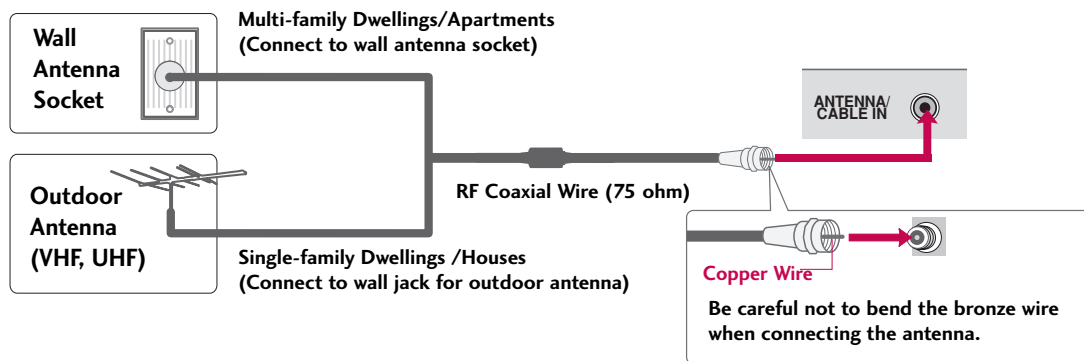 Wall
Antenna
Socket
Multi-family Dwellings/Apartments
(Connect to wall antenna socket)
ANTENNA/
CABLE IN
Outdoor
Antenna
(VHF, UHF)
RF Coaxial Wire (75 ohm)
Single-family Dwellings /Houses
(Connect to wall jack for outdoor antenna)
Copper Wire
Be careful not to bend the bronze wire
when connecting the antenna.